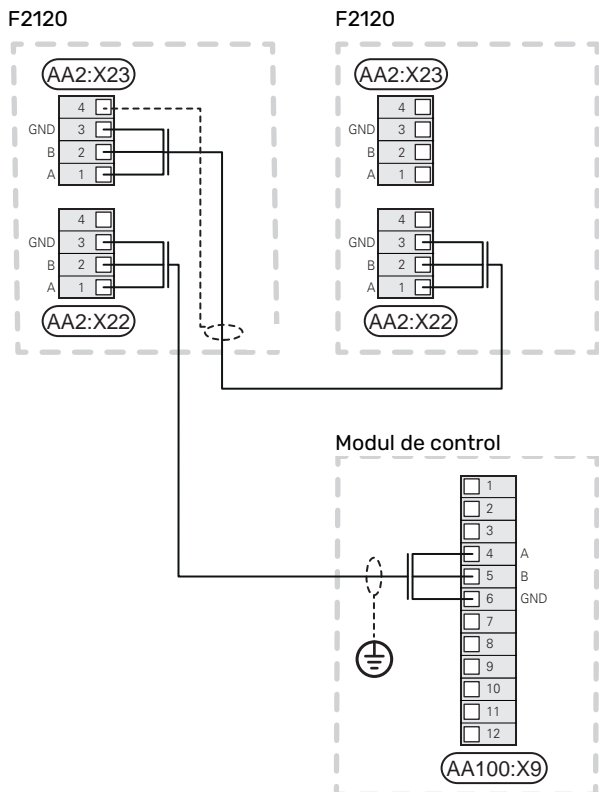 F2120
AA2:X23
4
GND 3
B 2
A 1
4
GND 3
B 2
A 1
AA2:X22
F2120
AA2:X23
4
GND 3
B 2
A 1
4
GND 3
B 2
A 1
AA2:X22
Modul de control
1
2
3
4 A
5 B
6 GND
7
8
9
10
11
12
AA100:X9